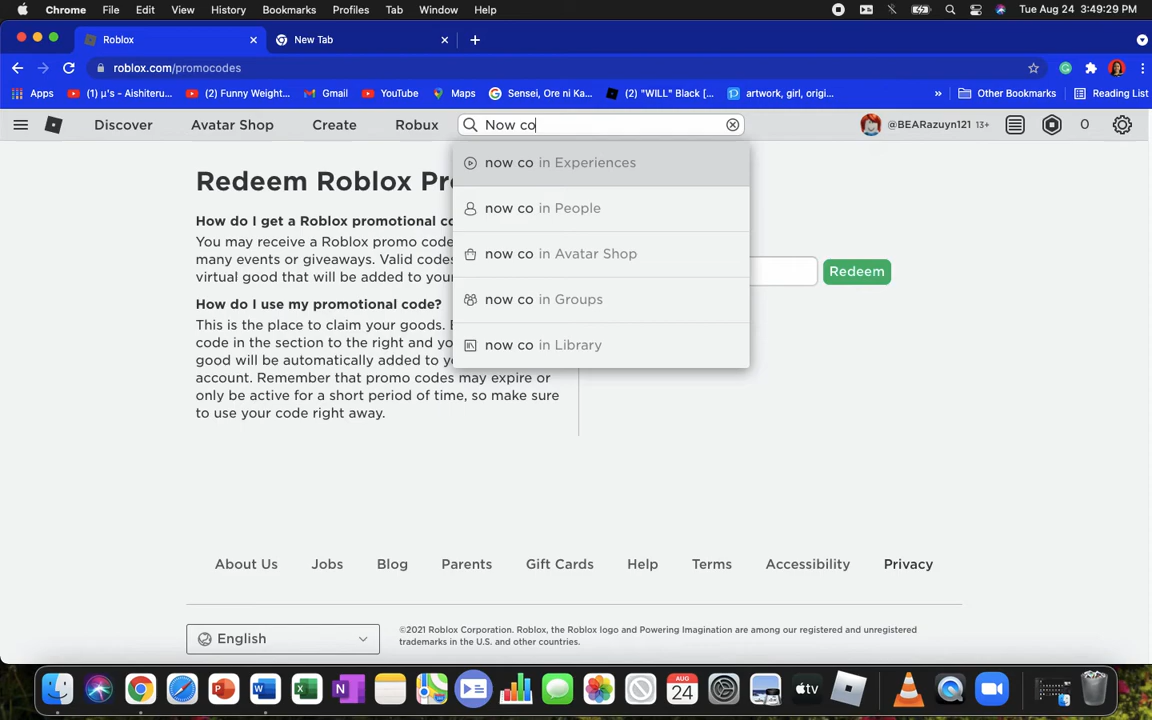 Chrome File Edit View History Bookmarks Profiles Tab Window Help Tue Aug 24 3:49:29 PM
Roblox New Tab
roblox.com/promocodes
Apps (1) μ's – Aishiteru... (2) Funny Weight... Gmail YouTube Maps Sensei, Ore ni Ka... (2) "WILL" Black [... artwork, girl, origi... » Other Bookmarks Reading List
Discover Avatar Shop Create Robux Now co @BEARazuyn121 13+ 0
now co in Experiences
now co in People
now co in Avatar Shop
now co in Groups
now co in Library
Redeem Roblox Pr
How do I get a Roblox promotional co
You may receive a Roblox promo code
many events or giveaways. Valid codes
virtual good that will be added to your
How do I use my promotional code?
This is the place to claim your goods. E
code in the section to the right and yo
good will be automatically added to y
account. Remember that promo codes may expire or
only be active for a short period of time, so make sure
to use your code right away.
Redeem
About Us Jobs Blog Parents Gift Cards Help Terms Accessibility Privacy
English
©2021 Roblox Corporation. Roblox, the Roblox logo and Powering Imagination are among our registered and unregistered
trademarks in the U.S. and other countries.
AUG
24
tv